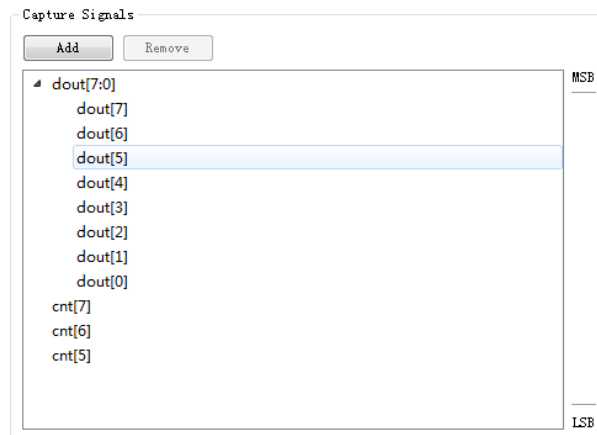 Capture Signals
Add Remove
MSB
dout[7:0]
dout[7]
dout[6]
dout[5]
dout[4]
dout[3]
dout[2]
dout[1]
dout[0]
cnt[7]
cnt[6]
cnt[5]
LSB